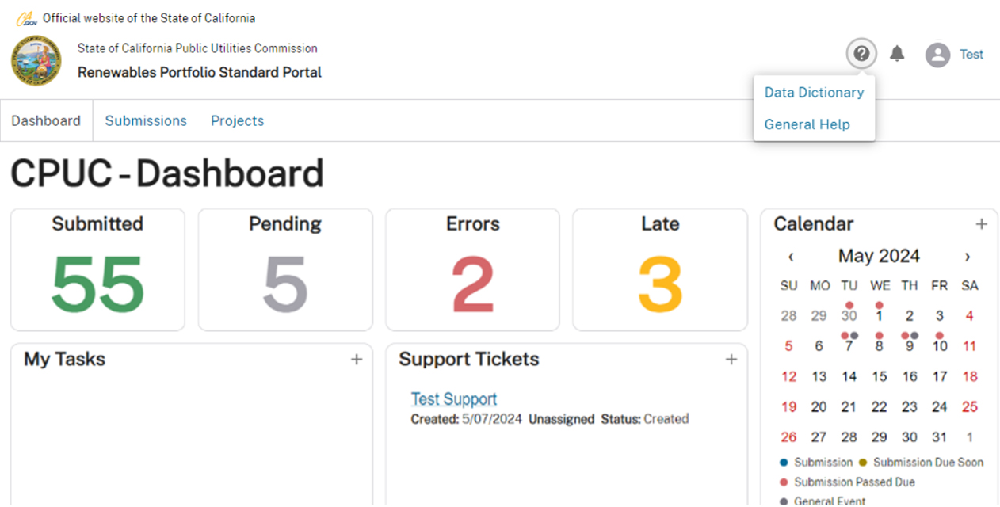 CA.GOV Official website of the State of California
State of California Public Utilities Commission
Renewables Portfolio Standard Portal
Test
Data Dictionary
General Help
Dashboard Submissions Projects
CPUC - Dashboard
Submitted
55
Pending
5
Errors
2
Late
3
My Tasks +
Support Tickets +
Test Support
Created: 5/07/2024 Unassigned Status: Created
Calendar +
‹ May 2024 ›
SU MO TU WE TH FR SA
28 29 30 1 2 3 4
5 6 7 8 9 10 11
12 13 14 15 16 17 18
19 20 21 22 23 24 25
26 27 28 29 30 31 1
Submission Submission Due Soon
Submission Passed Due
General Event